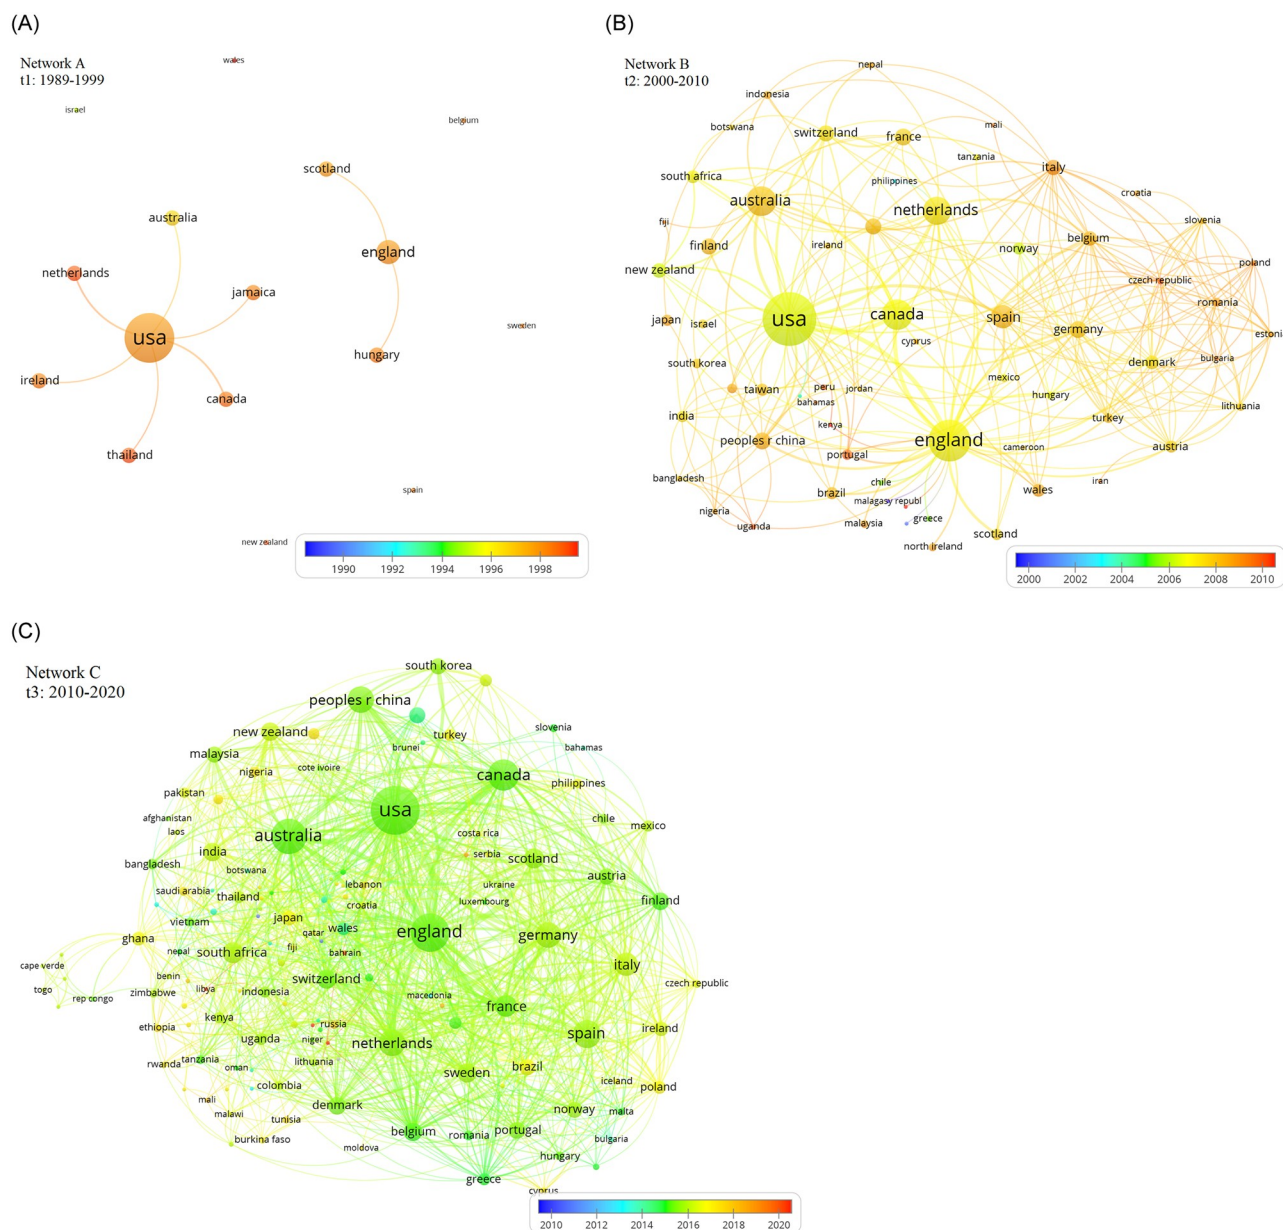 (A)
Network A
t1: 1989-1999
wales
israel
belgium
scotland
australia
england
netherlands
jamaica
sweden
usa
hungary
ireland
canada
thailand
spain
new zealand
1990 1992 1994 1996 1998
(B)
Network B
t2: 2000-2010
nepal
indonesia
botswana
switzerland
france
mali
tanzania
italy
south africa
philippines
croatia
australia
netherlands
fiji
slovenia
finland
ireland
norway
belgium
new zealand
poland
czech republic
romania
usa
canada
spain
japan
israel
germany
estonia
cyprus
south korea
denmark
bulgaria
mexico
taiwan
peru
jordan
hungary
bahamas
lithuania
india
kenya
turkey
peoples r china
england
cameroon
austria
portugal
bangladesh
chile
iran
brazil
malagasy republ
wales
nigeria
greece
uganda
malaysia
scotland
north ireland
2000 2002 2004 2006 2008 2010
(C)
Network C
t3: 2010-2020
south korea
peoples r china
new zealand
turkey
slovenia
brunei
bahamas
malaysia
nigeria
cote ivoire
canada
philippines
pakistan
usa
afghanistan
laos
chile
mexico
australia
costa rica
india
serbia
scotland
bangladesh
botswana
austria
saudi arabia
thailand
lebanon
ukraine
croatia
luxembourg
finland
vietnam
japan
qatar
wales
england
germany
ghana
nepal
south africa
fiji
bahrain
italy
cape verde
benin
switzerland
czech republic
togo
rep congo
zimbabwe
libya
indonesia
macedonia
france
ethiopia
kenya
russia
ireland
uganda
niger
netherlands
spain
rwanda
tanzania
oman
lithuania
sweden
brazil
colombia
iceland
poland
mali
malawi
denmark
norway
malta
tunisia
burkina faso
belgium
romania
portugal
bulgaria
moldova
hungary
greece
cyprus
2010 2012 2014 2016 2018 2020